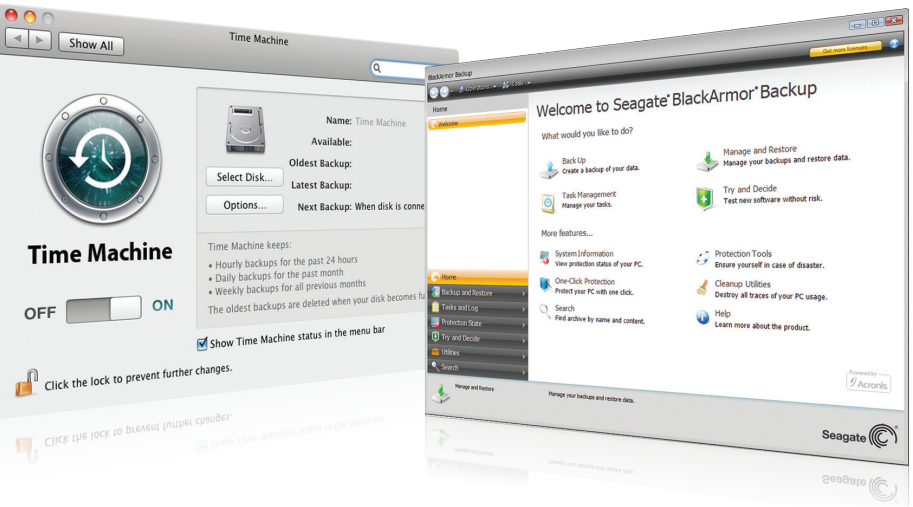 Time Machine
Show All
Name: Time Machine
Available:
Oldest Backup:
Select Disk...
Latest Backup:
Options...
Next Backup: When disk is conne
Time Machine
Time Machine keeps:
• Hourly backups for the past 24 hours
• Daily backups for the past month
• Weekly backups for all previous months
The oldest backups are deleted when your disk becomes fu
OFF
ON
Show Time Machine status in the menu bar
Click the lock to prevent further changes.
BlackArmor Backup
Get more licenses
Operations
Tools
Home
Welcome
Welcome to Seagate® BlackArmor® Backup
What would you like to do?
Back Up
Create a backup of your data.
Manage and Restore
Manage your backups and restore data.
Task Management
Manage your tasks.
Try and Decide
Test new software without risk.
More features...
System Information
View protection status of your PC.
Protection Tools
Ensure yourself in case of disaster.
One-Click Protection
Protect your PC with one click.
Cleanup Utilities
Destroy all traces of your PC usage.
Search
Find archive by name and content.
Help
Learn more about the product.
Home
Backup and Restore
Tasks and Log
Protection State
Try and Decide
Utilities
Search
Powered by
Acronis
Manage and Restore
Manage your backups and restore data.
Seagate